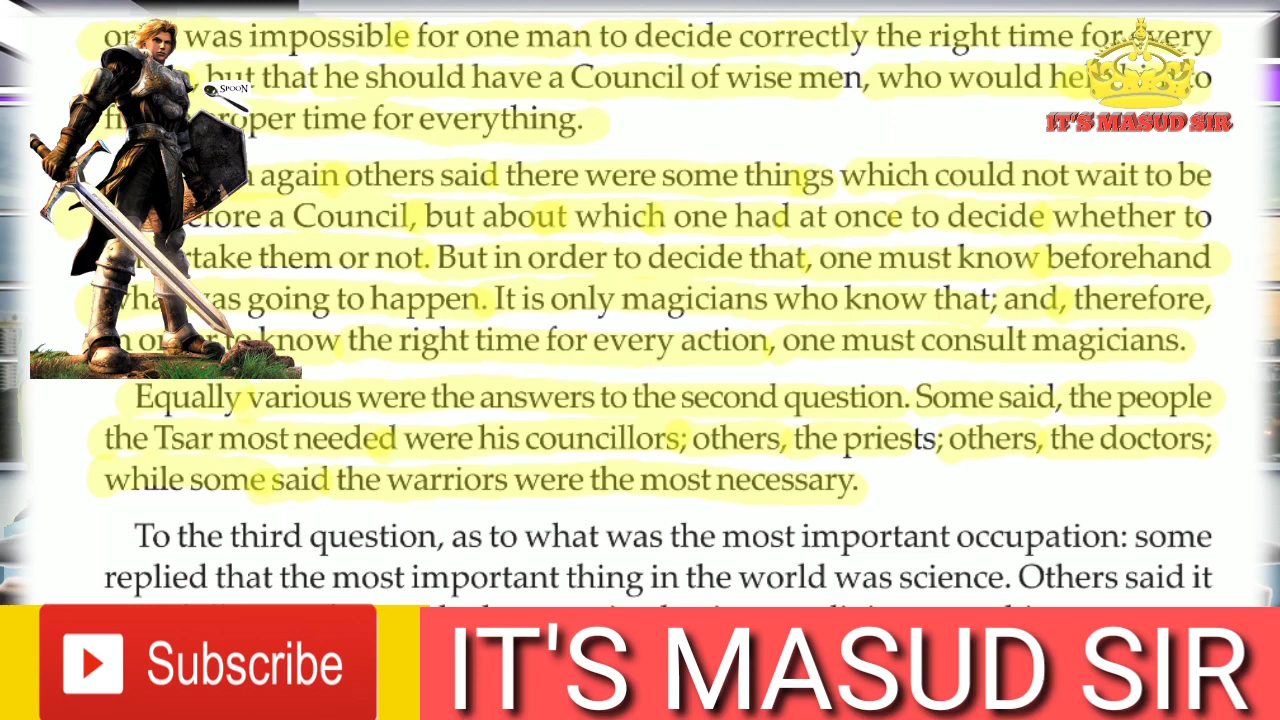 was impossible for one man to decide correctly the right time for every
but that he should have a Council of wise men, who would to
proper time for everything.
again others said there were some things which could not wait to be
before a Council, but about which one had at once to decide whether to
them or not. But in order to decide that, one must know beforehand
what was going to happen. It is only magicians who know that; and, therefore,
to know the right time for every action, one must consult magicians.
Equally various were the answers to the second question. Some said, the people
the Tsar most needed were his councillors; others, the priests; others, the doctors;
while some said the warriors were the most necessary.
To the third question, as to what was the most important occupation: some
replied that the most important thing in the world was science. Others said it
SPOON
IT'S MASUD SIR
Subscribe
IT'S MASUD SIR